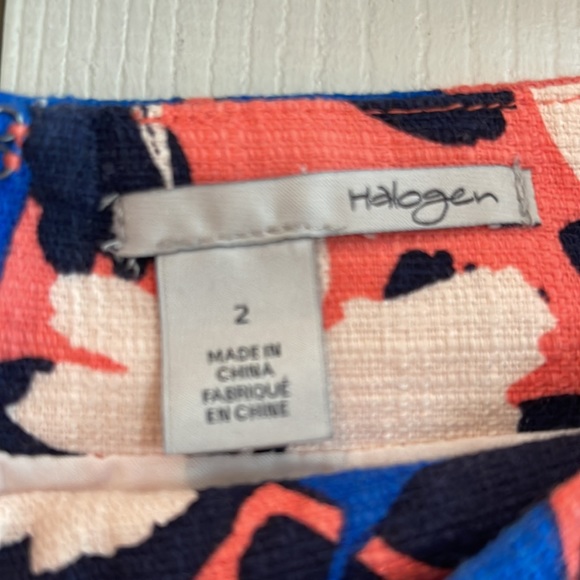 Halogen
2
MADE IN
CHINA
FABRIQUÉ
EN CHINE